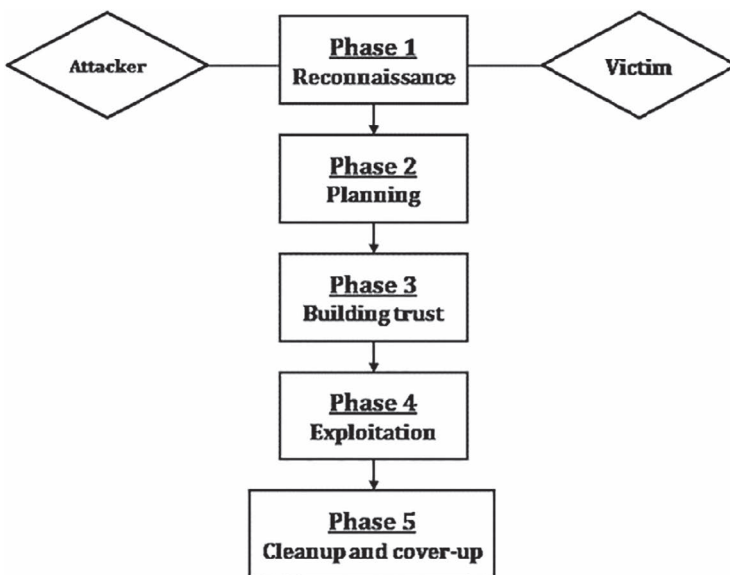 Attacker
Phase 1
Reconnaissance
Victim
Phase 2
Planning
Phase 3
Building trust
Phase 4
Exploitation
Phase 5
Cleanup and cover-up